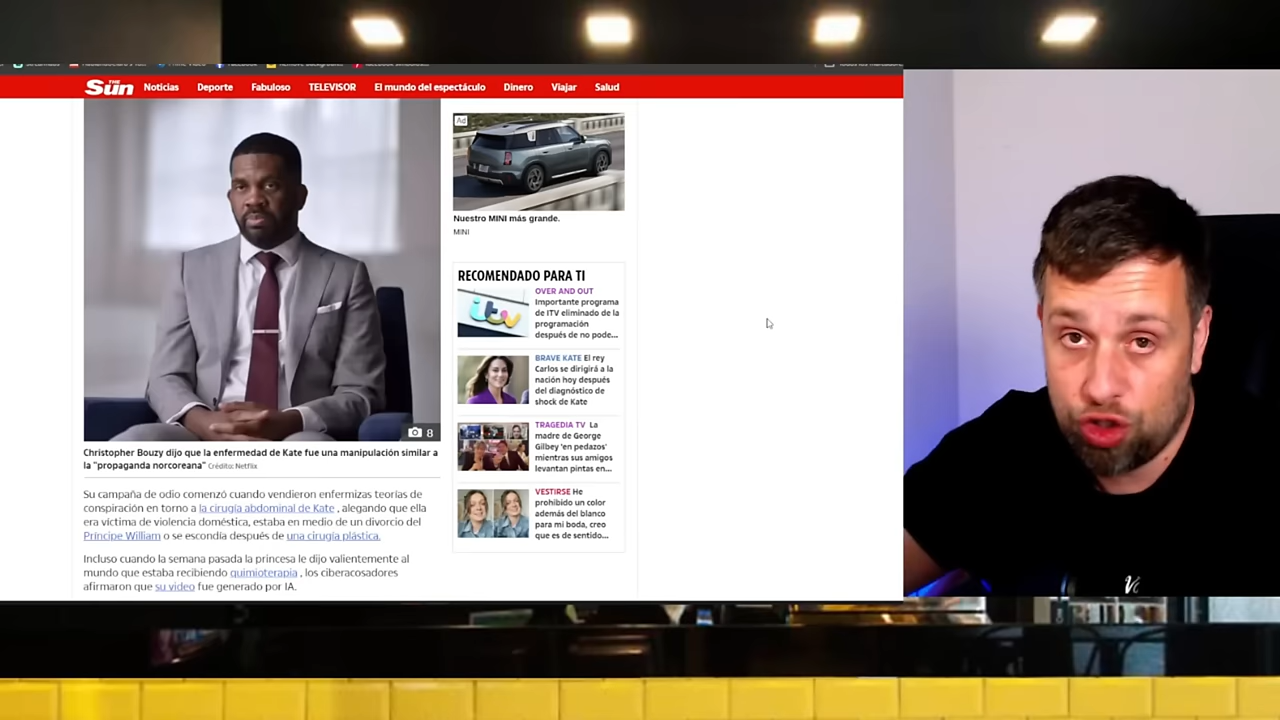 THE Sun
Noticias
Deporte
Fabuloso
TELEVISOR
El mundo del espectáculo
Dinero
Viajar
Salud
8
Christopher Bouzy dijo que la enfermedad de Kate fue una manipulación similar a
la "propaganda norcoreana" Crédito: Netflix
Su campaña de odio comenzó cuando vendieron enfermizas teorías de
conspiración en torno a la cirugía abdominal de Kate , alegando que ella
era víctima de violencia doméstica, estaba en medio de un divorcio del
Príncipe William o se escondía después de una cirugía plástica.
Incluso cuando la semana pasada la princesa le dijo valientemente al
mundo que estaba recibiendo quimioterapia , los ciberacosadores
afirmaron que su video fue generado por IA.
Ad
Nuestro MINI más grande.
MINI
RECOMENDADO PARA TI
itv
OVER AND OUT
Importante programa
de ITV eliminado de la
programación
después de no pode...
BRAVE KATE El rey
Carlos se dirigirá a la
nación hoy después
del diagnóstico de
shock de Kate
TRAGEDIA TV La
madre de George
Gilbey 'en pedazos'
mientras sus amigos
levantan pintas en...
VESTIRSE He
prohibido un color
además del blanco
para mi boda, creo
que es de sentido...